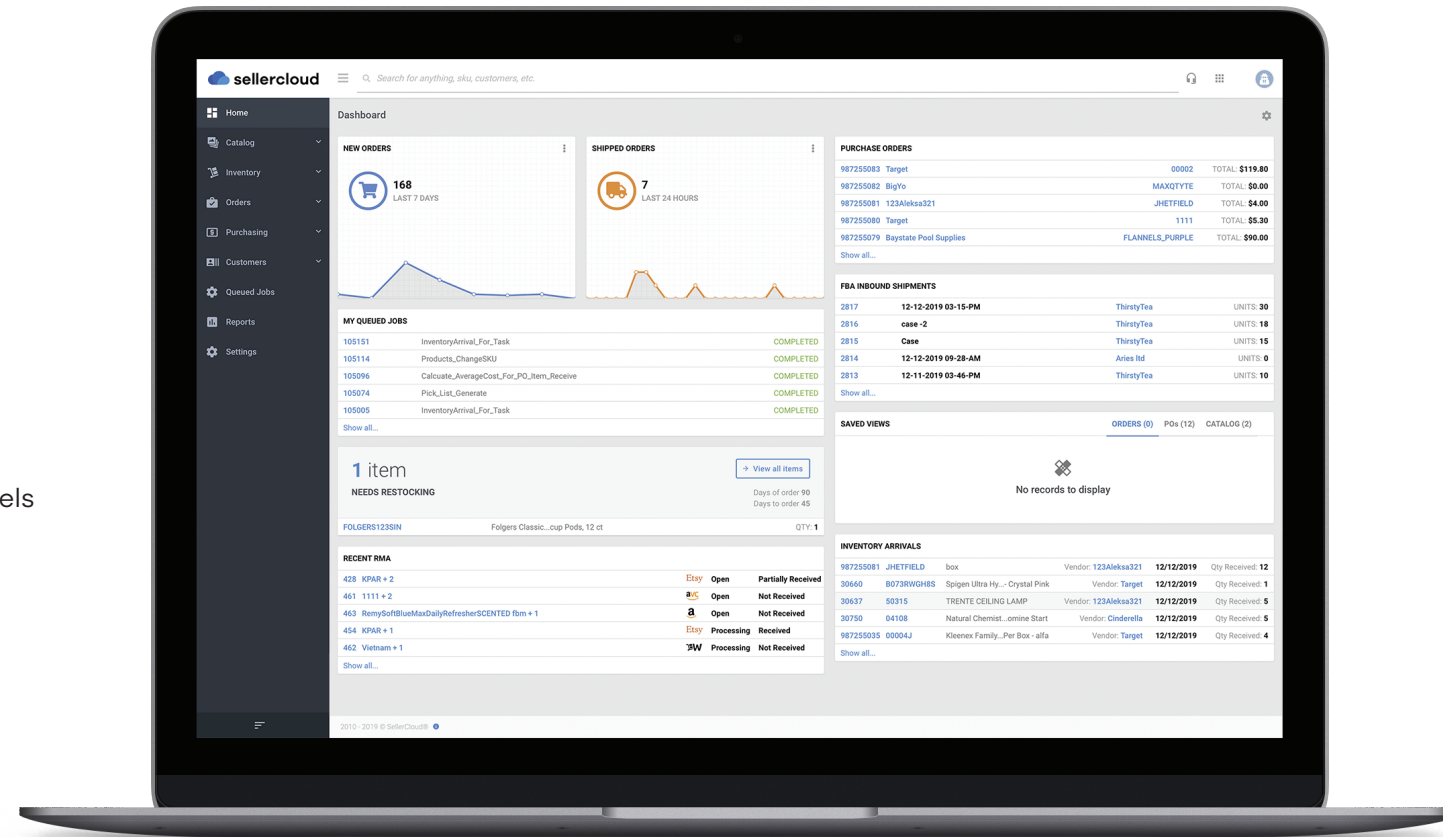 els
sellercloud
Search for anything, sku, customers, etc.
Home
Catalog
Inventory
Orders
Purchasing
Customers
Queued Jobs
Reports
Settings
Dashboard
NEW ORDERS
168
LAST 7 DAYS
SHIPPED ORDERS
7
LAST 24 HOURS
MY QUEUED JOBS
105151 InventoryArrival_For_Task COMPLETED
105114 Products_ChangeSKU COMPLETED
105096 Calcuate_AverageCost_For_PO_Item_Receive COMPLETED
105074 Pick_List_Generate COMPLETED
105005 InventoryArrival_For_Task COMPLETED
Show all...
1 item
NEEDS RESTOCKING
View all items
Days of order 90
Days to order 45
FOLGERS123SIN Folgers Classic...cup Pods, 12 ct QTY: 1
RECENT RMA
428 KPAR + 2 Etsy Open Partially Received
461 1111 + 2 avc Open Not Received
463 RemySoftBlueMaxDailyRefresherSCENTED fbm + 1 a Open Not Received
454 KPAR + 1 Etsy Processing Received
462 Vietnam + 1 Processing Not Received
Show all...
PURCHASE ORDERS
987255083 Target 00002 TOTAL: $119.80
987255082 BigYo MAXQTYTE TOTAL: $0.00
987255081 123Aleksa321 JHETFIELD TOTAL: $4.00
987255080 Target 1111 TOTAL: $5.30
987255079 Baystate Pool Supplies FLANNELS_PURPLE TOTAL: $90.00
Show all...
FBA INBOUND SHIPMENTS
2817 12-12-2019 03-15-PM ThirstyTea UNITS: 30
2816 case -2 ThirstyTea UNITS: 18
2815 Case ThirstyTea UNITS: 15
2814 12-12-2019 09-28-AM Aries ltd UNITS: 0
2813 12-11-2019 03-46-PM ThirstyTea UNITS: 10
Show all...
SAVED VIEWS ORDERS (0) POs (12) CATALOG (2)
No records to display
INVENTORY ARRIVALS
987255081 JHETFIELD box Vendor: 123Aleksa321 12/12/2019 Qty Received: 12
30660 B073RWGH8S Spigen Ultra Hy...- Crystal Pink Vendor: Target 12/12/2019 Qty Received: 1
30637 50315 TRENTE CEILING LAMP Vendor: 123Aleksa321 12/12/2019 Qty Received: 5
30750 04108 Natural Chemist...omine Start Vendor: Cinderella 12/12/2019 Qty Received: 5
987255035 00004J Kleenex Family...Per Box - alfa Vendor: Target 12/12/2019 Qty Received: 4
Show all...
2010 - 2019 © SellerCloud®